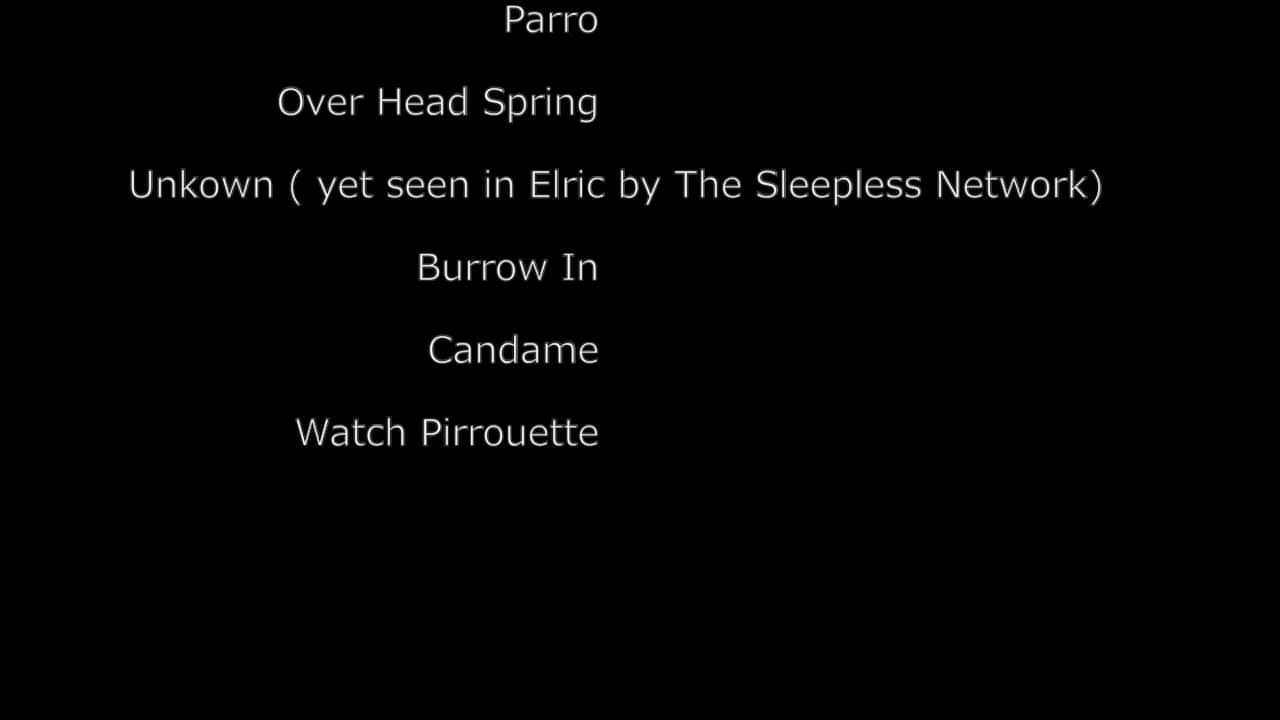 Parro
Over Head Spring
Unkown ( yet seen in Elric by The Sleepless Network)
Burrow In
Candame
Watch Pirrouette